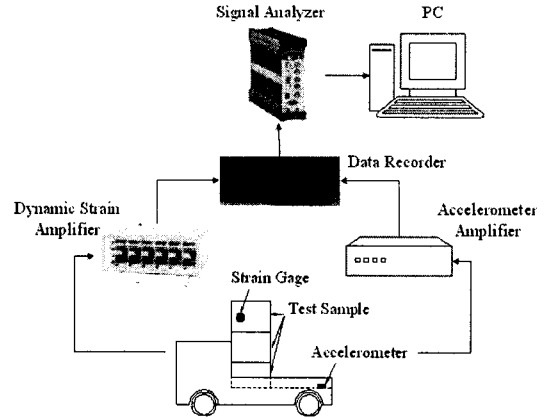 Signal Analyzer
PC
Data Recorder
Dynamic Strain
Amplifier
Accelerometer
Amplifier
Strain Gage
Test Sample
Accelerometer